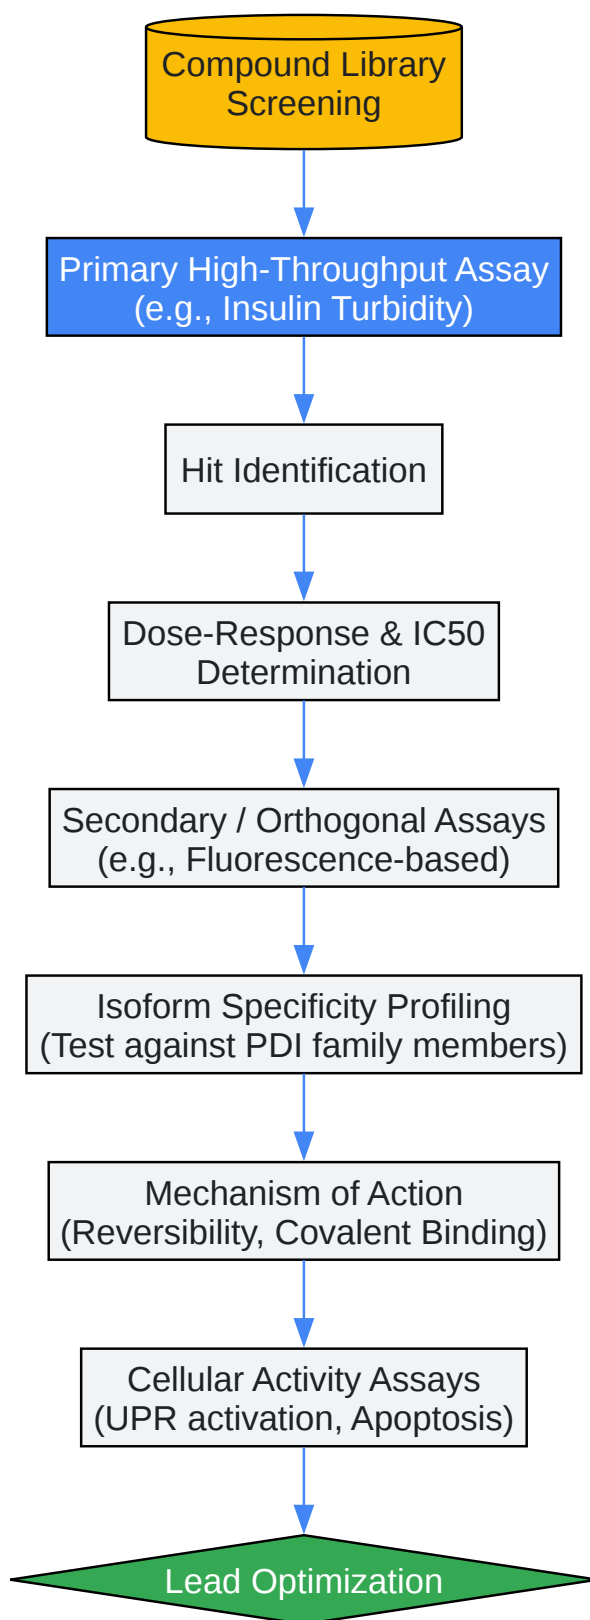 Compound Library
Screening
Primary High-Throughput Assay
(e.g., Insulin Turbidity)
Hit Identification
Dose-Response & IC50
Determination
Secondary / Orthogonal Assays
(e.g., Fluorescence-based)
Isoform Specificity Profiling
(Test against PDI family members)
Mechanism of Action
(Reversibility, Covalent Binding)
Cellular Activity Assays
(UPR activation, Apoptosis)
Lead Optimization